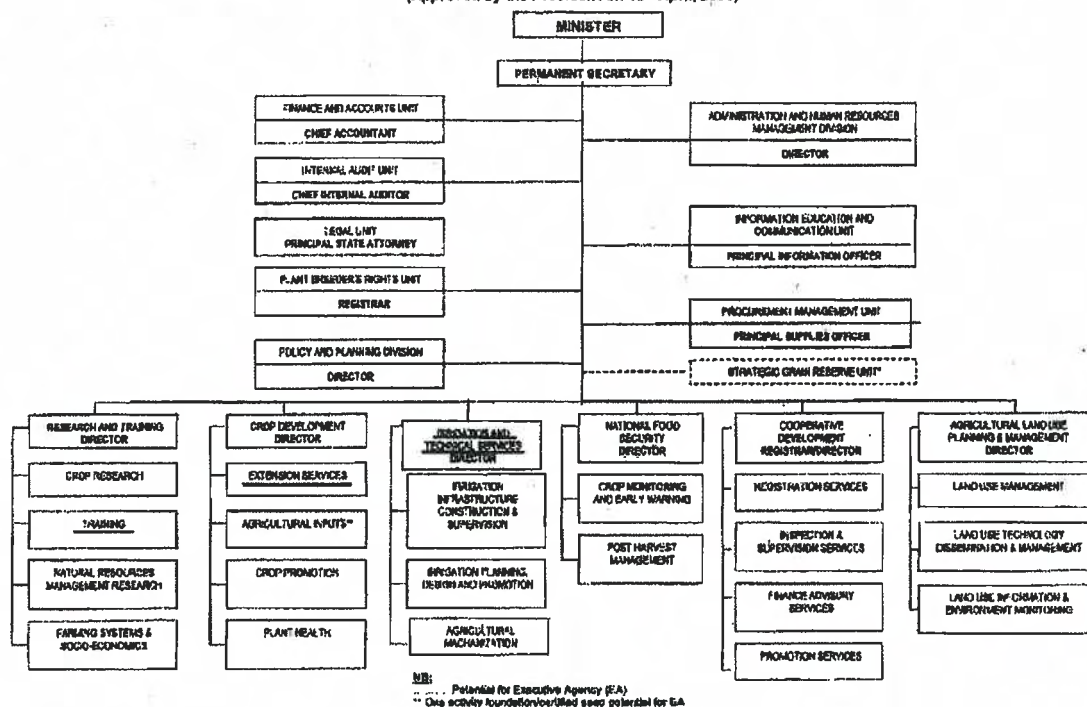 MINISTER
PERMANENT SECRETARY
FINANCE AND ACCOUNTS UNIT
CHIEF ACCOUNTANT
ADMINISTRATION AND HUMAN RESOURCES
MANAGEMENT DIVISION
DIRECTOR
INTERNAL AUDIT UNIT
CHIEF INTERNAL AUDITOR
LEGAL UNIT
PRINCIPAL STATE ATTORNEY
INFORMATION EDUCATION AND
COMMUNICATION UNIT
PRINCIPAL INFORMATION OFFICER
PLANT BREEDER'S RIGHTS UNIT
REGISTRAR
PROCUREMENT MANAGEMENT UNIT
PRINCIPAL SUPPLIES OFFICER
POLICY AND PLANNING DIVISION
DIRECTOR
STRATEGIC GRAIN RESERVE UNIT*
RESEARCH AND TRAINING
DIRECTOR
CROP RESEARCH
TRAINING
NATURAL RESOURCES
MANAGEMENT RESEARCH
FARMING SYSTEMS &
SOCIO-ECONOMICS
CROP DEVELOPMENT
DIRECTOR
EXTENSION SERVICES
AGRICULTURAL INPUTS**
CROP PROMOTION
PLANT HEALTH
IRRIGATION AND
TECHNICAL SERVICES
DIRECTOR
IRRIGATION
INFRASTRUCTURE
CONSTRUCTION &
SUPERVISION
IRRIGATION PLANNING,
DESIGN AND PROMOTION
AGRICULTURAL
MACHANIZATION
NATIONAL FOOD
SECURITY
DIRECTOR
CROP MONITORING
AND EARLY WARNING
POST HARVEST
MANAGEMENT
COOPERATIVE
DEVELOPMENT
REGISTRAR/DIRECTOR
REGISTRATION SERVICES
INSPECTION &
SUPERVISION SERVICES
FINANCE ADVISORY
SERVICES
PROMOTION SERVICES
AGRICULTURAL LAND USE
PLANNING & MANAGEMENT
DIRECTOR
LAND USE MANAGEMENT
LAND USE TECHNOLOGY
DISSEMINATION & MANAGEMENT
LAND USE INFORMATION &
ENVIRONMENT MONITORING
NB:
Potential for Executive Agency (EA)
** One activity foundation/certified seed potential for EA